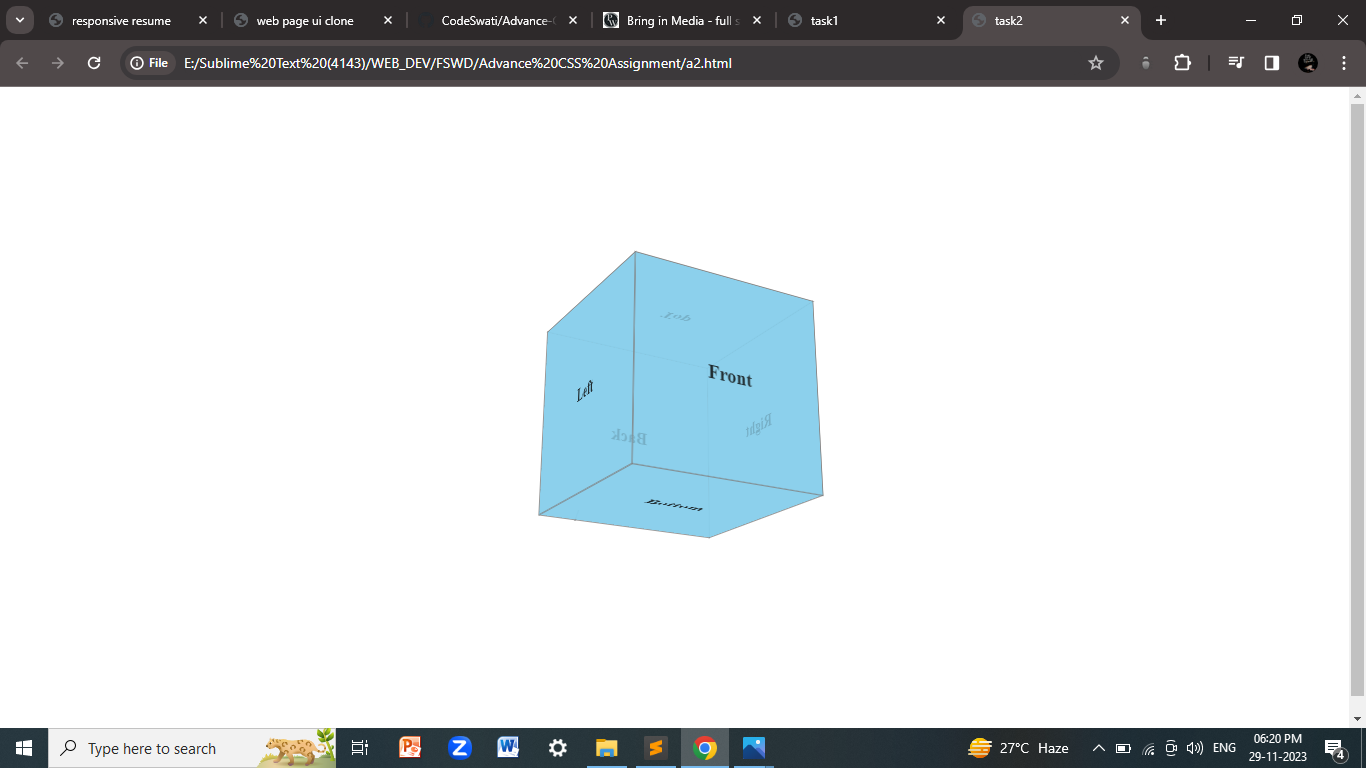 responsive resume
web page ui clone
CodeSwati/Advance-
Bring in Media - full s
task1
task2
File
E:/Sublime%20Text%20(4143)/WEB_DEV/FSWD/Advance%20CSS%20Assignment/a2.html
Top
Front
Left
Right
Back
Bottom
Type here to search
27°C Haze
ENG
06:20 PM
29-11-2023
4